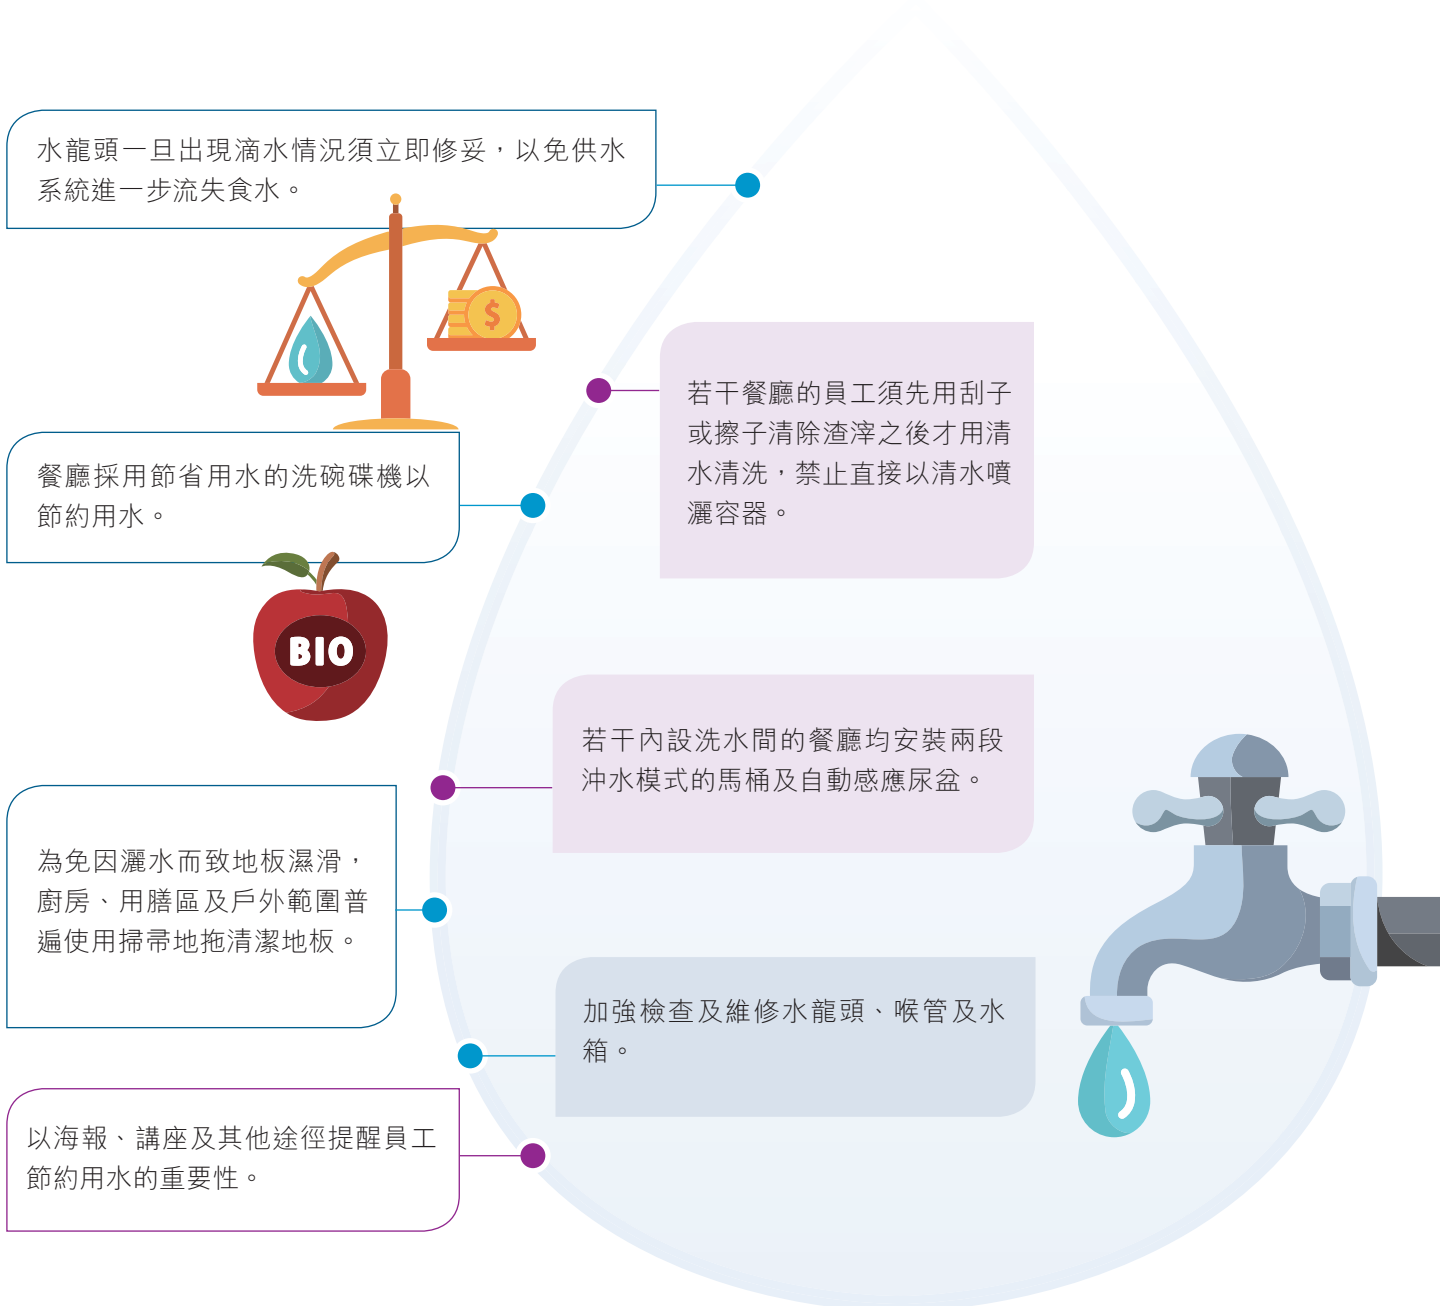 水龍頭一旦出現滴水情況須立即修妥，以免供水
系統進一步流失食水。
$
若干餐廳的員工須先用刮子
或擦子清除渣滓之後才用清
水清洗，禁止直接以清水噴
灑容器。
餐廳採用節省用水的洗碗碟機以
節約用水。
BIO
若干內設洗水間的餐廳均安裝兩段
沖水模式的馬桶及自動感應尿盆。
為免因灑水而致地板濕滑，
廚房、用膳區及戶外範圍普
遍使用掃帚地拖清潔地板。
加強檢查及維修水龍頭、喉管及水
箱。
以海報、講座及其他途徑提醒員工
節約用水的重要性。